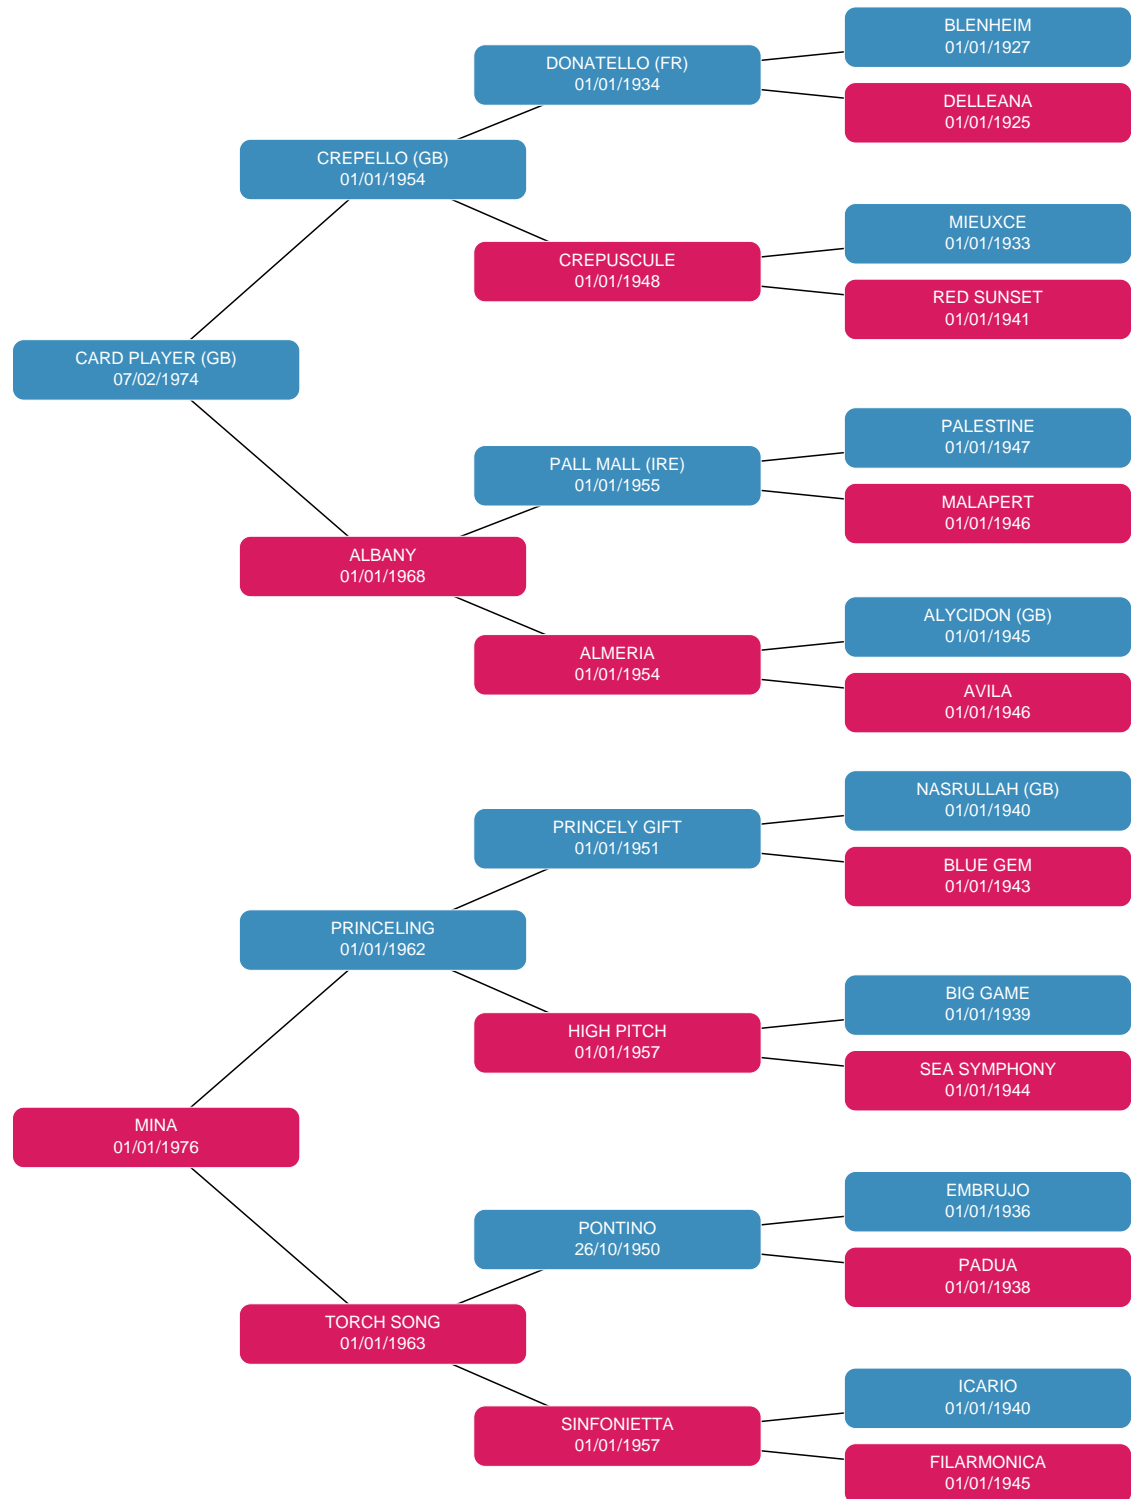 BLENHEIM
01/01/1927
DONATELLO (FR)
01/01/1934
DELLEANA
01/01/1925
CREPELLO (GB)
01/01/1954
MIEUXCE
01/01/1933
CREPUSCULE
01/01/1948
RED SUNSET
01/01/1941
CARD PLAYER (GB)
07/02/1974
PALESTINE
01/01/1947
PALL MALL (IRE)
01/01/1955
MALAPERT
01/01/1946
ALBANY
01/01/1968
ALYCIDON (GB)
01/01/1945
ALMERIA
01/01/1954
AVILA
01/01/1946
NASRULLAH (GB)
01/01/1940
PRINCELY GIFT
01/01/1951
BLUE GEM
01/01/1943
PRINCELING
01/01/1962
BIG GAME
01/01/1939
HIGH PITCH
01/01/1957
SEA SYMPHONY
01/01/1944
MINA
01/01/1976
EMBRUJO
01/01/1936
PONTINO
26/10/1950
PADUA
01/01/1938
TORCH SONG
01/01/1963
ICARIO
01/01/1940
SINFONIETTA
01/01/1957
FILARMONICA
01/01/1945